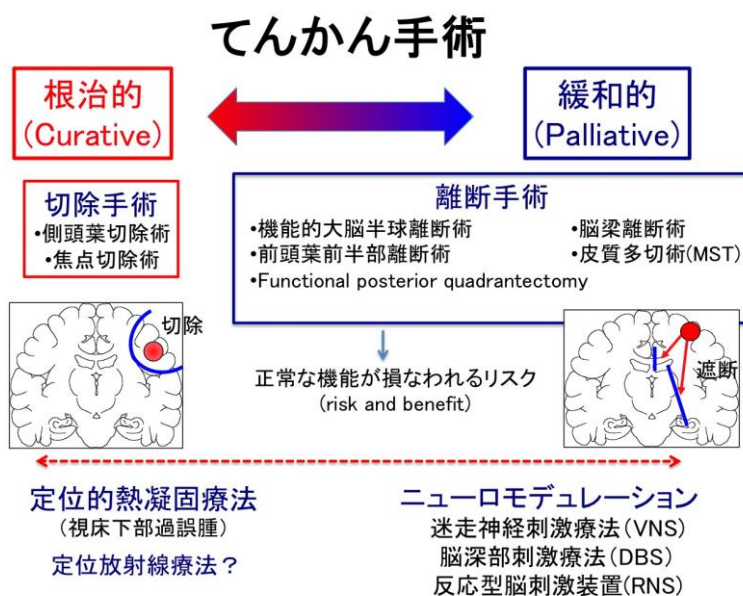 てんかん手術
根治的
(Curative)
緩和的
(Palliative)
切除手術
•側頭葉切除術
•焦点切除術
離断手術
•機能的大脳半球離断術
•前頭葉前半部離断術
•Functional posterior quadrantectomy
•脳梁離断術
•皮質多切術(MST)
切除
正常な機能が損なわれるリスク
(risk and benefit)
遮断
定位的熱凝固療法
(視床下部過誤腫)
定位放射線療法？
ニューロモデュレーション
迷走神経刺激療法(VNS)
脳深部刺激療法(DBS)
反応型脳刺激装置(RNS)